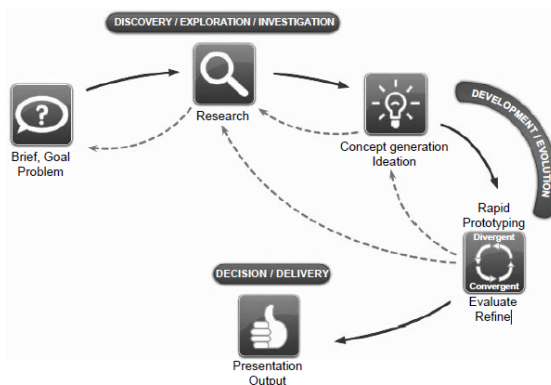 DISCOVERY / EXPLORATION / INVESTIGATION
?
Brief, Goal
Problem
Research
Concept generation
Ideation
DEVELOPMENT / EVOLUTION
Rapid
Prototyping
Divergent
Convergent
Evaluate
Refine
DECISION / DELIVERY
Presentation
Output